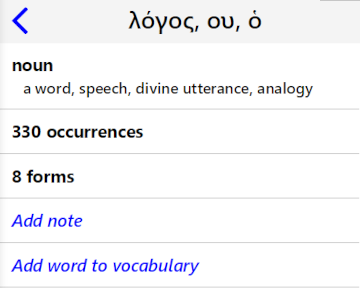 λόγος, ου, ὁ
noun
a word, speech, divine utterance, analogy
330 occurrences
8 forms
Add note
Add word to vocabulary